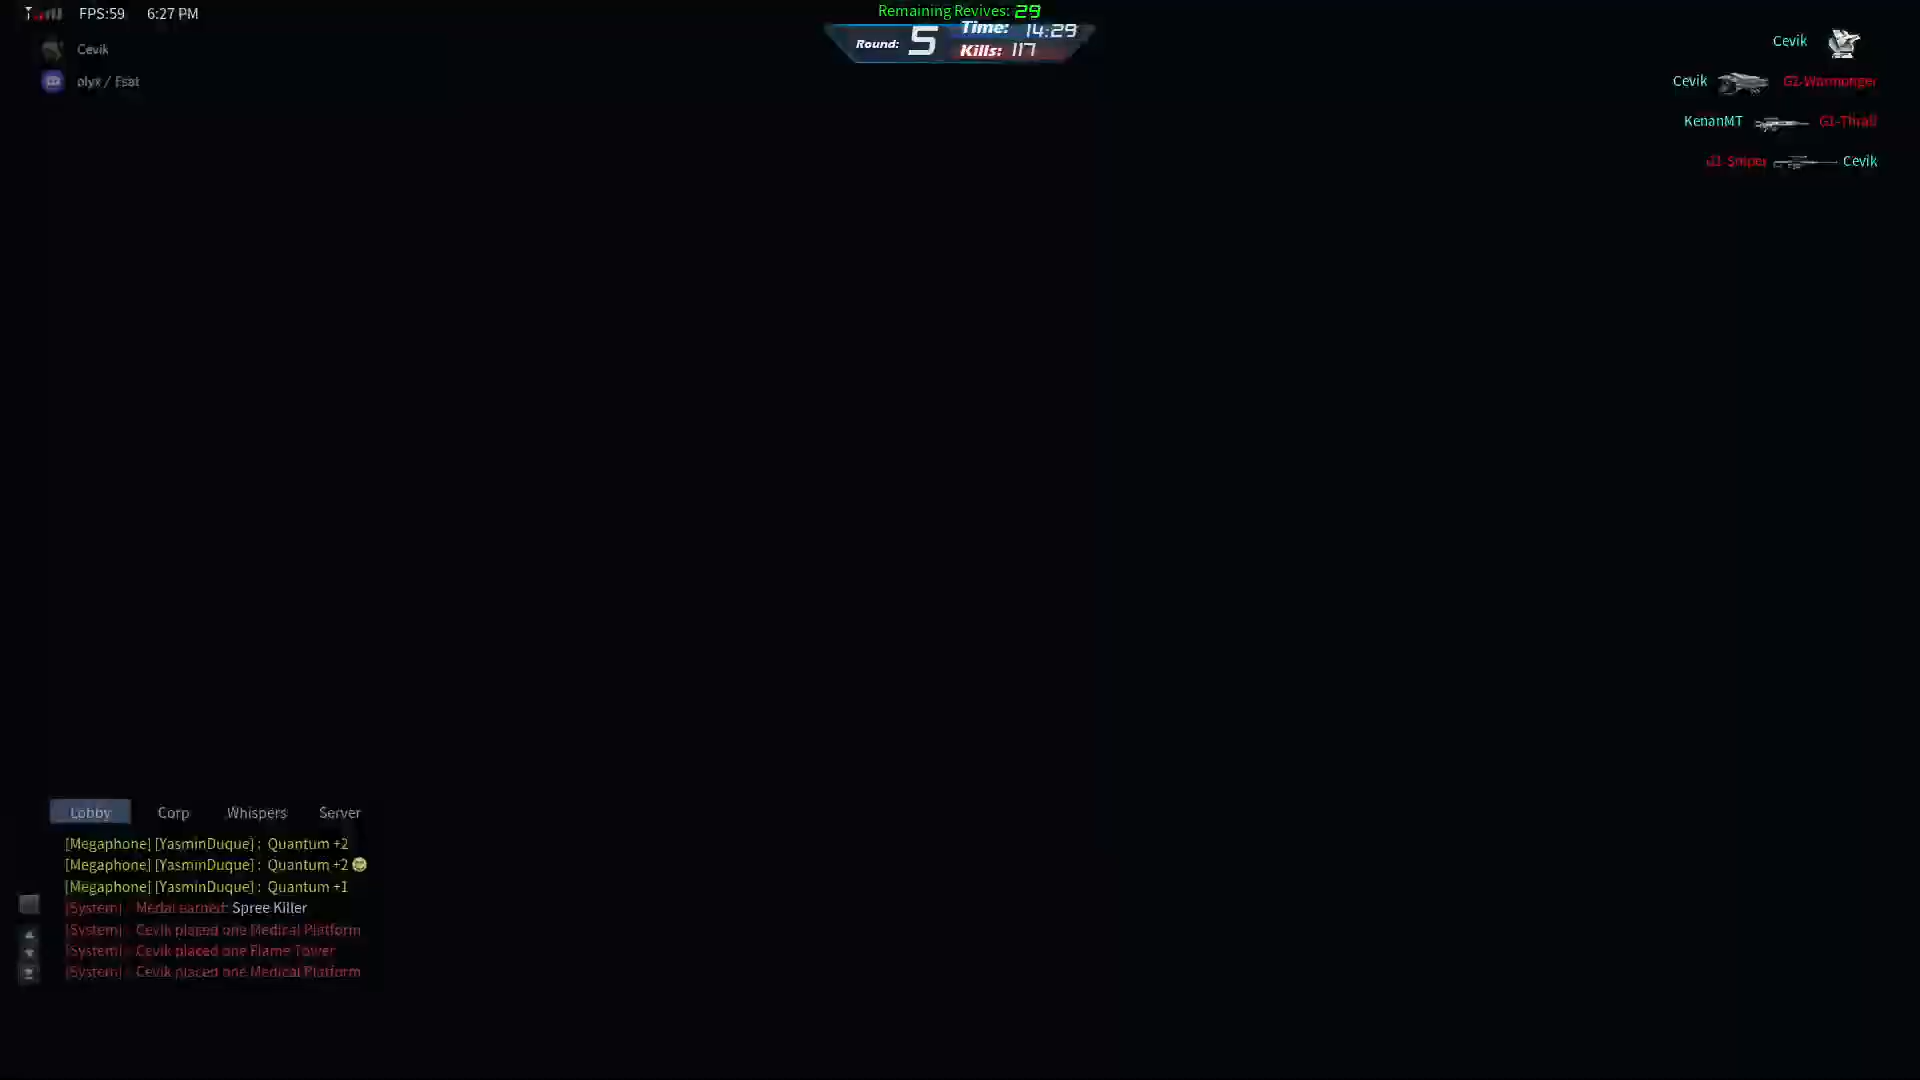 FPS:59 6:27 PM
Remaining Revives: 29
Round: 5 Time: 14:29
Kills: 117
Cevik
olyx / Esat
Cevik
Cevik G1-Warmonger
KenanMT G1-Thrall
G1-Sniper Cevik
Lobby Corp Whispers Server
[Megaphone] [YasminDuque] : Quantum +2
[Megaphone] [YasminDuque] : Quantum +2
[Megaphone] [YasminDuque] : Quantum +1
[System] Medal earned: Spree Killer
[System] Cevik placed one Medical Platform
[System] Cevik placed one Flame Tower
[System] Cevik placed one Medical Platform